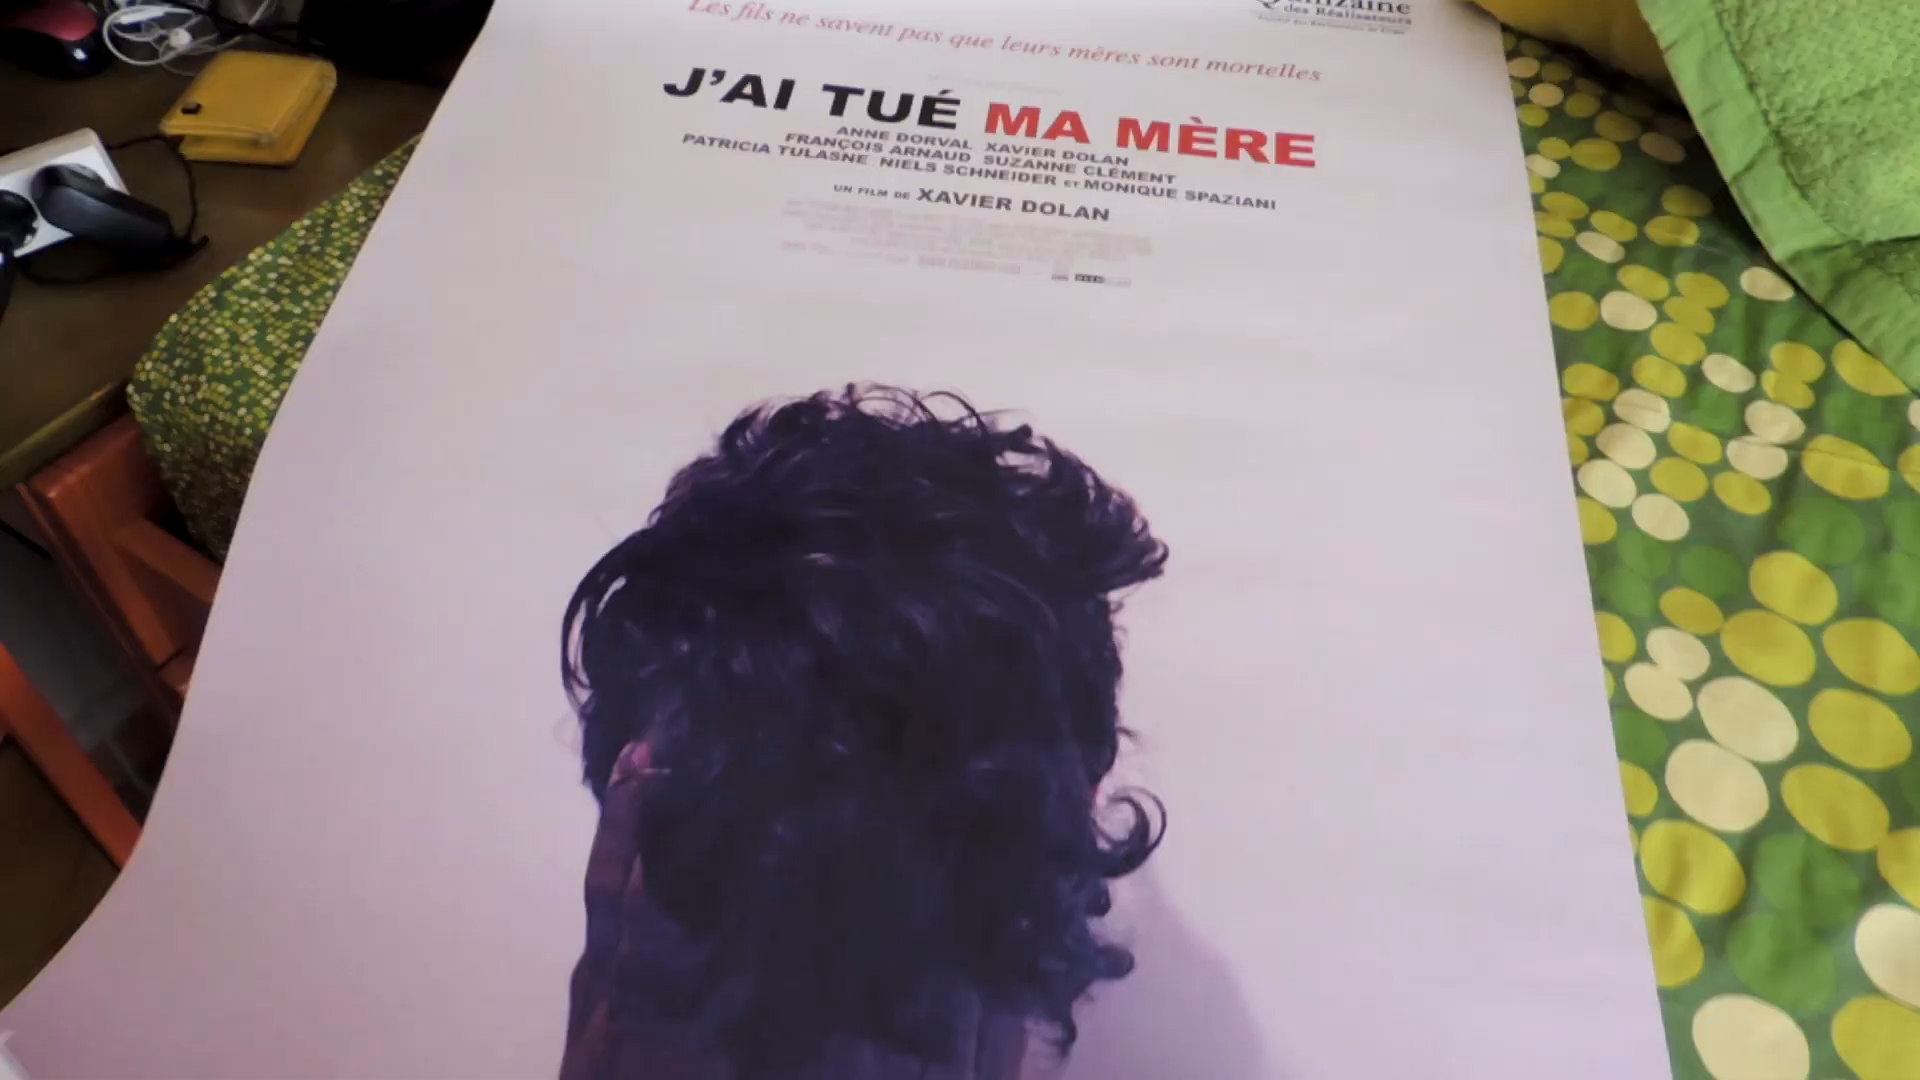 Quinzaine
des Réalisateurs
Les fils ne savent pas que leurs mères sont mortelles
J'AI TUÉ MA MÈRE
ANNE DORVAL XAVIER DOLAN
FRANÇOIS ARNAUD SUZANNE CLÉMENT
PATRICIA TULASNE NIELS SCHNEIDER ET MONIQUE SPAZIANI
UN FILM DE XAVIER DOLAN